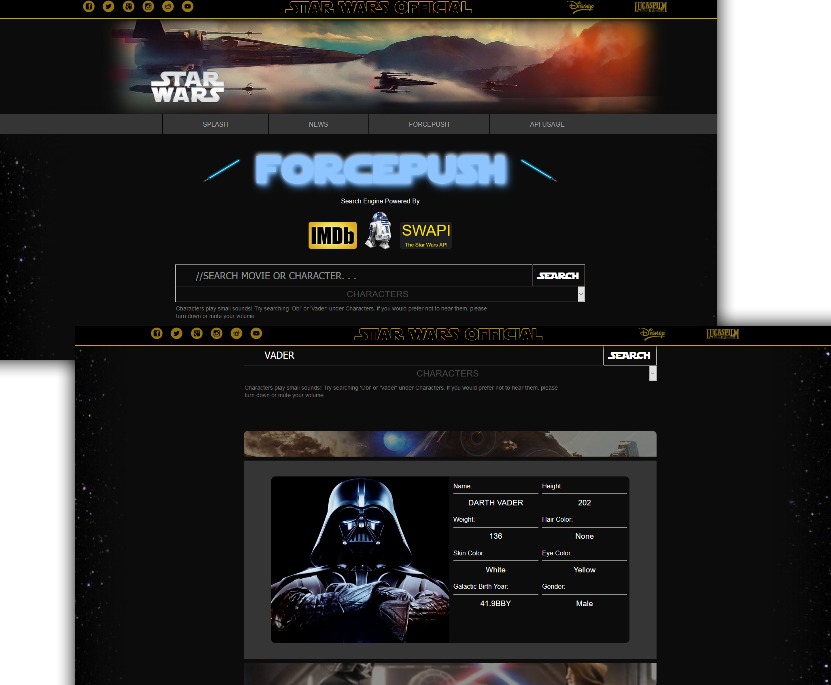 STAR WARS OFFICIAL
Disney
LUCASFILM
STAR
WARS
SPLASH NEWS FORCEPUSH API USAGE
FORCEPUSH
Search Engine Powered By
IMDb
SWAPI
The Star Wars API
//SEARCH MOVIE OR CHARACTER. . .
SEARCH
CHARACTERS
Characters play small sounds! Try searching 'Obi' or 'Vader' under Characters. If you would prefer not to hear them, please
turn down or mute your volume.
STAR WARS OFFICIAL
Disney
LUCASFILM
VADER
SEARCH
CHARACTERS
Characters play small sounds! Try searching 'Obi' or 'Vader' under Characters. If you would prefer not to hear them, please
turn down or mute your volume.
Name: Height:
DARTH VADER 202
Weight: Hair Color:
136 None
Skin Color: Eye Color:
White Yellow
Galactic Birth Year: Gender:
41.9BBY Male